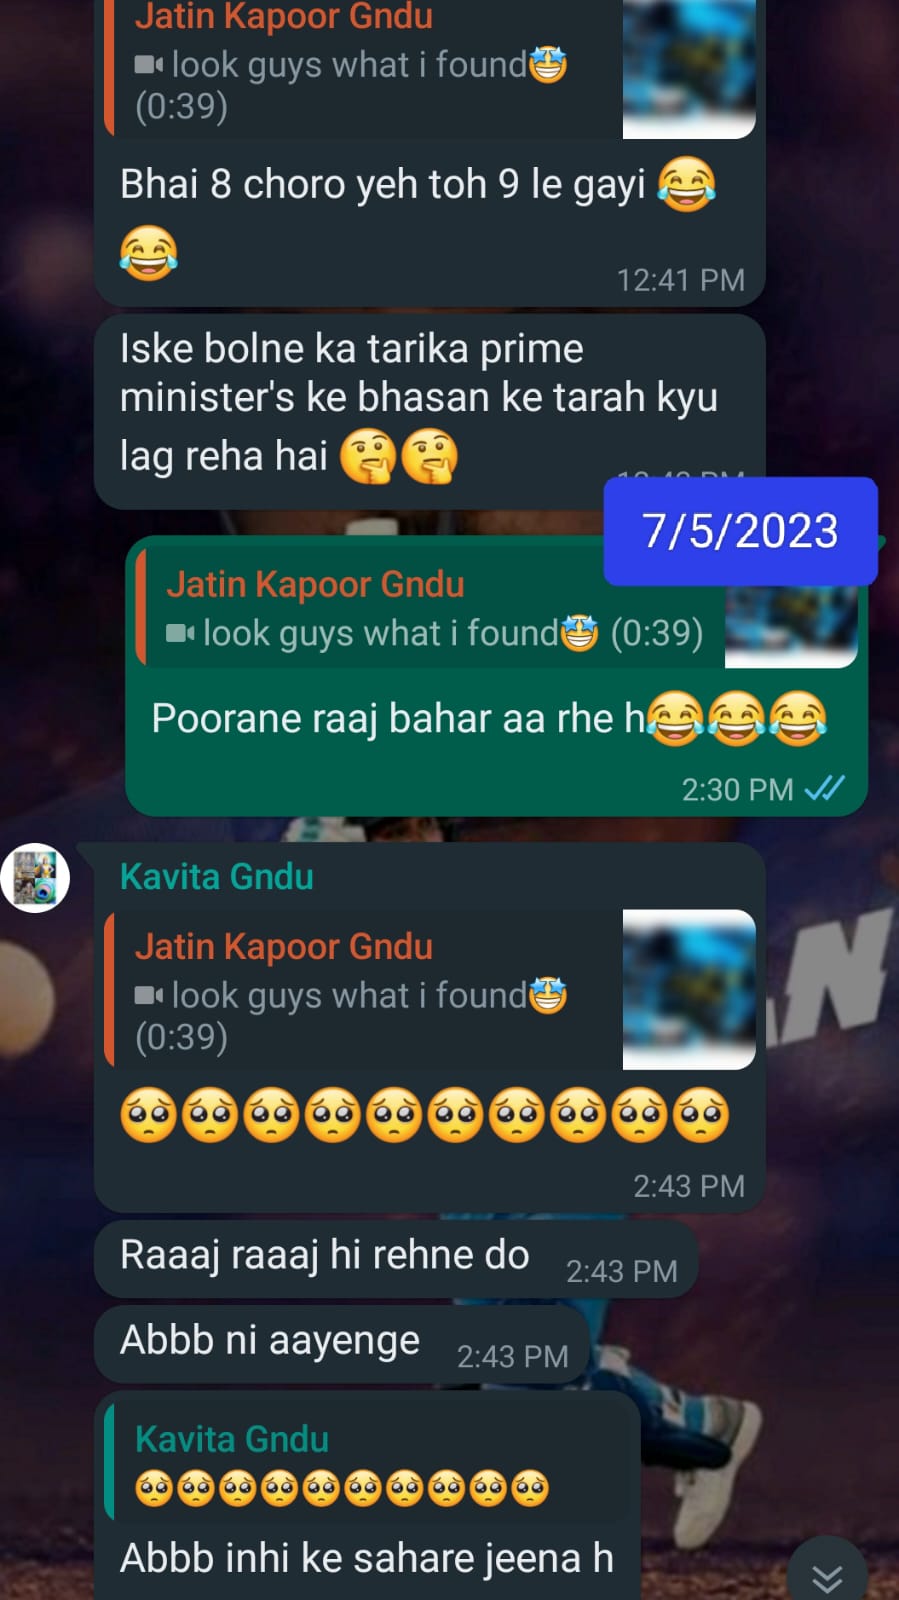 Jatin Kapoor Gndu
look guys what i found🤩
(0:39)
Bhai 8 choro yeh toh 9 le gayi 😂
😂
12:41 PM
Iske bolne ka tarika prime
minister's ke bhasan ke tarah kyu
lag reha hai 🤔🤔
7/5/2023
Jatin Kapoor Gndu
look guys what i found🤩 (0:39)
Poorane raaj bahar aa rhe h😂😂😂
2:30 PM
Kavita Gndu
Jatin Kapoor Gndu
look guys what i found🤩
(0:39)
🥺🥺🥺🥺🥺🥺🥺🥺🥺🥺
2:43 PM
Raaaj raaaj hi rehne do
2:43 PM
Abbb ni aayenge
2:43 PM
Kavita Gndu
🥺🥺🥺🥺🥺🥺🥺🥺🥺🥺
Abbb inhi ke sahare jeena h